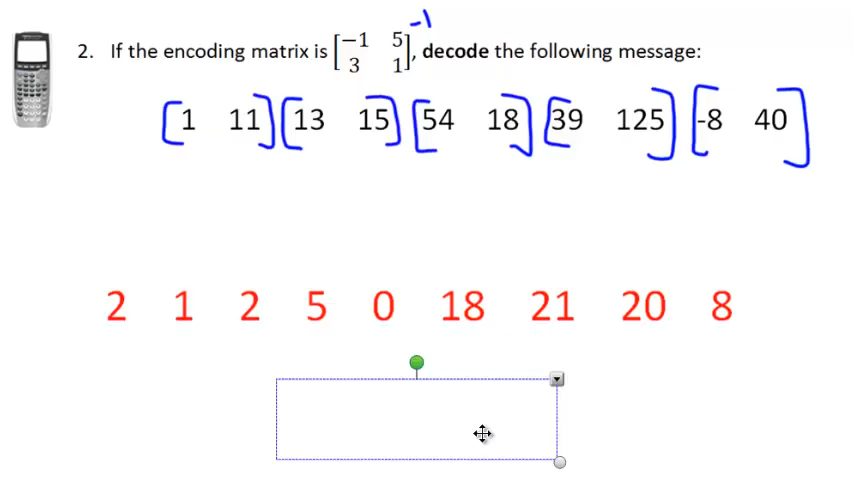 2. If the encoding matrix is [−1 5
3 1]⁻¹, decode the following message:
[1 11] [13 15] [54 18] [39 125] [-8 40]
2 1 2 5 0 18 21 20 8